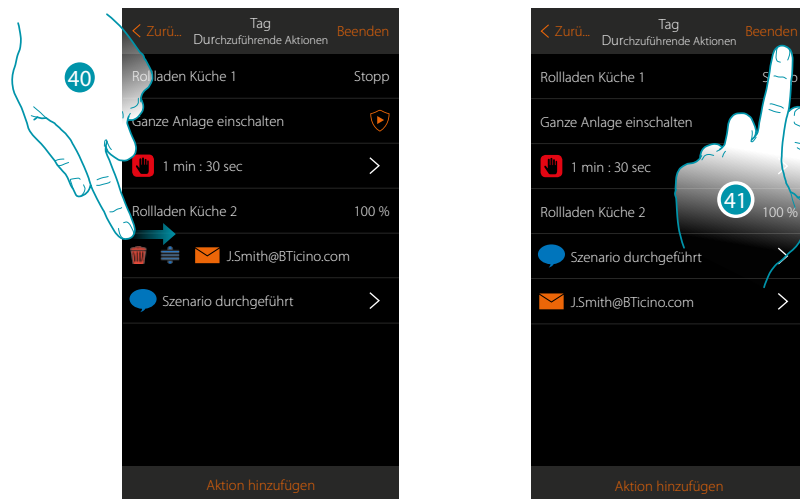 Tag
< Zurü... Durchzuführende Aktionen Beenden
Rollladen Küche 1 Stopp
Ganze Anlage einschalten
1 min : 30 sec
Rollladen Küche 2 100 %
J.Smith@BTicino.com
Szenario durchgeführt
Aktion hinzufügen
40
Tag
< Zurü... Durchzuführende Aktionen Beenden
Rollladen Küche 1
Ganze Anlage einschalten
1 min : 30 sec
Rollladen Küche 2 100 %
Szenario durchgeführt
J.Smith@BTicino.com
Aktion hinzufügen
41